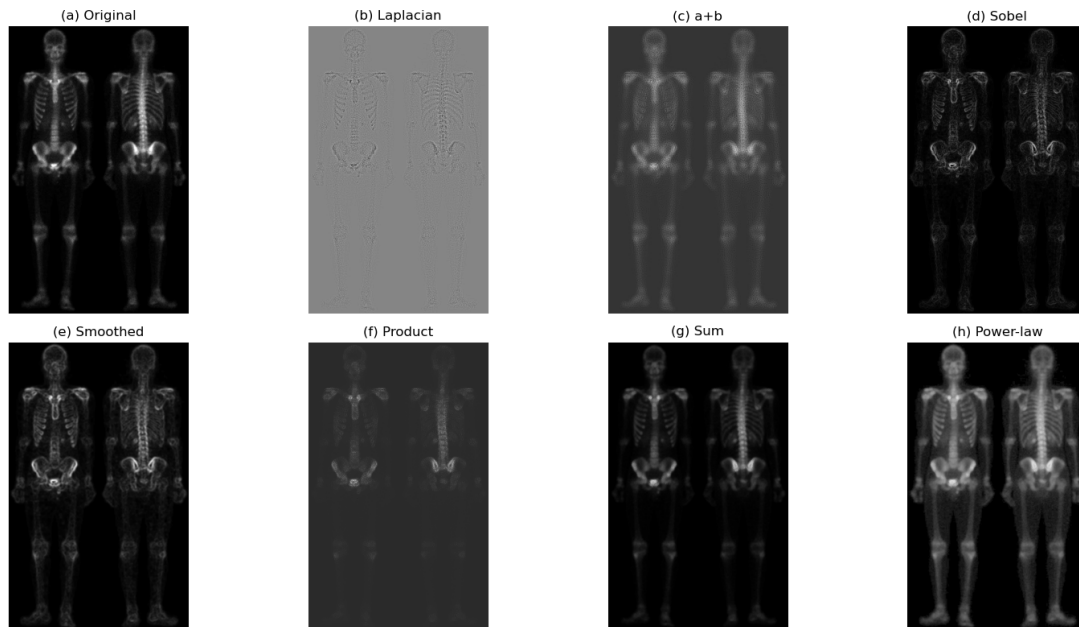 (a) Original
(b) Laplacian
(c) a+b
(d) Sobel
(e) Smoothed
(f) Product
(g) Sum
(h) Power-law